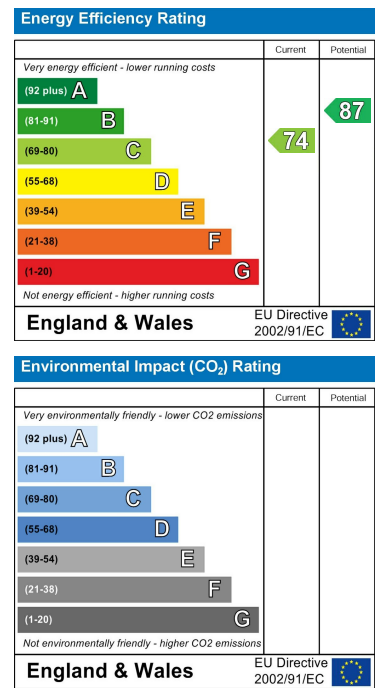 Energy Efficiency Rating
Current Potential
Very energy efficient - lower running costs
(92 plus) A
(81-91) B
87
(69-80) C
74
(55-68) D
(39-54) E
(21-38) F
(1-20) G
Not energy efficient - higher running costs
England & Wales
EU Directive
2002/91/EC
Environmental Impact (CO₂) Rating
Current Potential
Very environmentally friendly - lower CO2 emissions
(92 plus) A
(81-91) B
(69-80) C
(55-68) D
(39-54) E
(21-38) F
(1-20) G
Not environmentally friendly - higher CO2 emissions
England & Wales
EU Directive
2002/91/EC